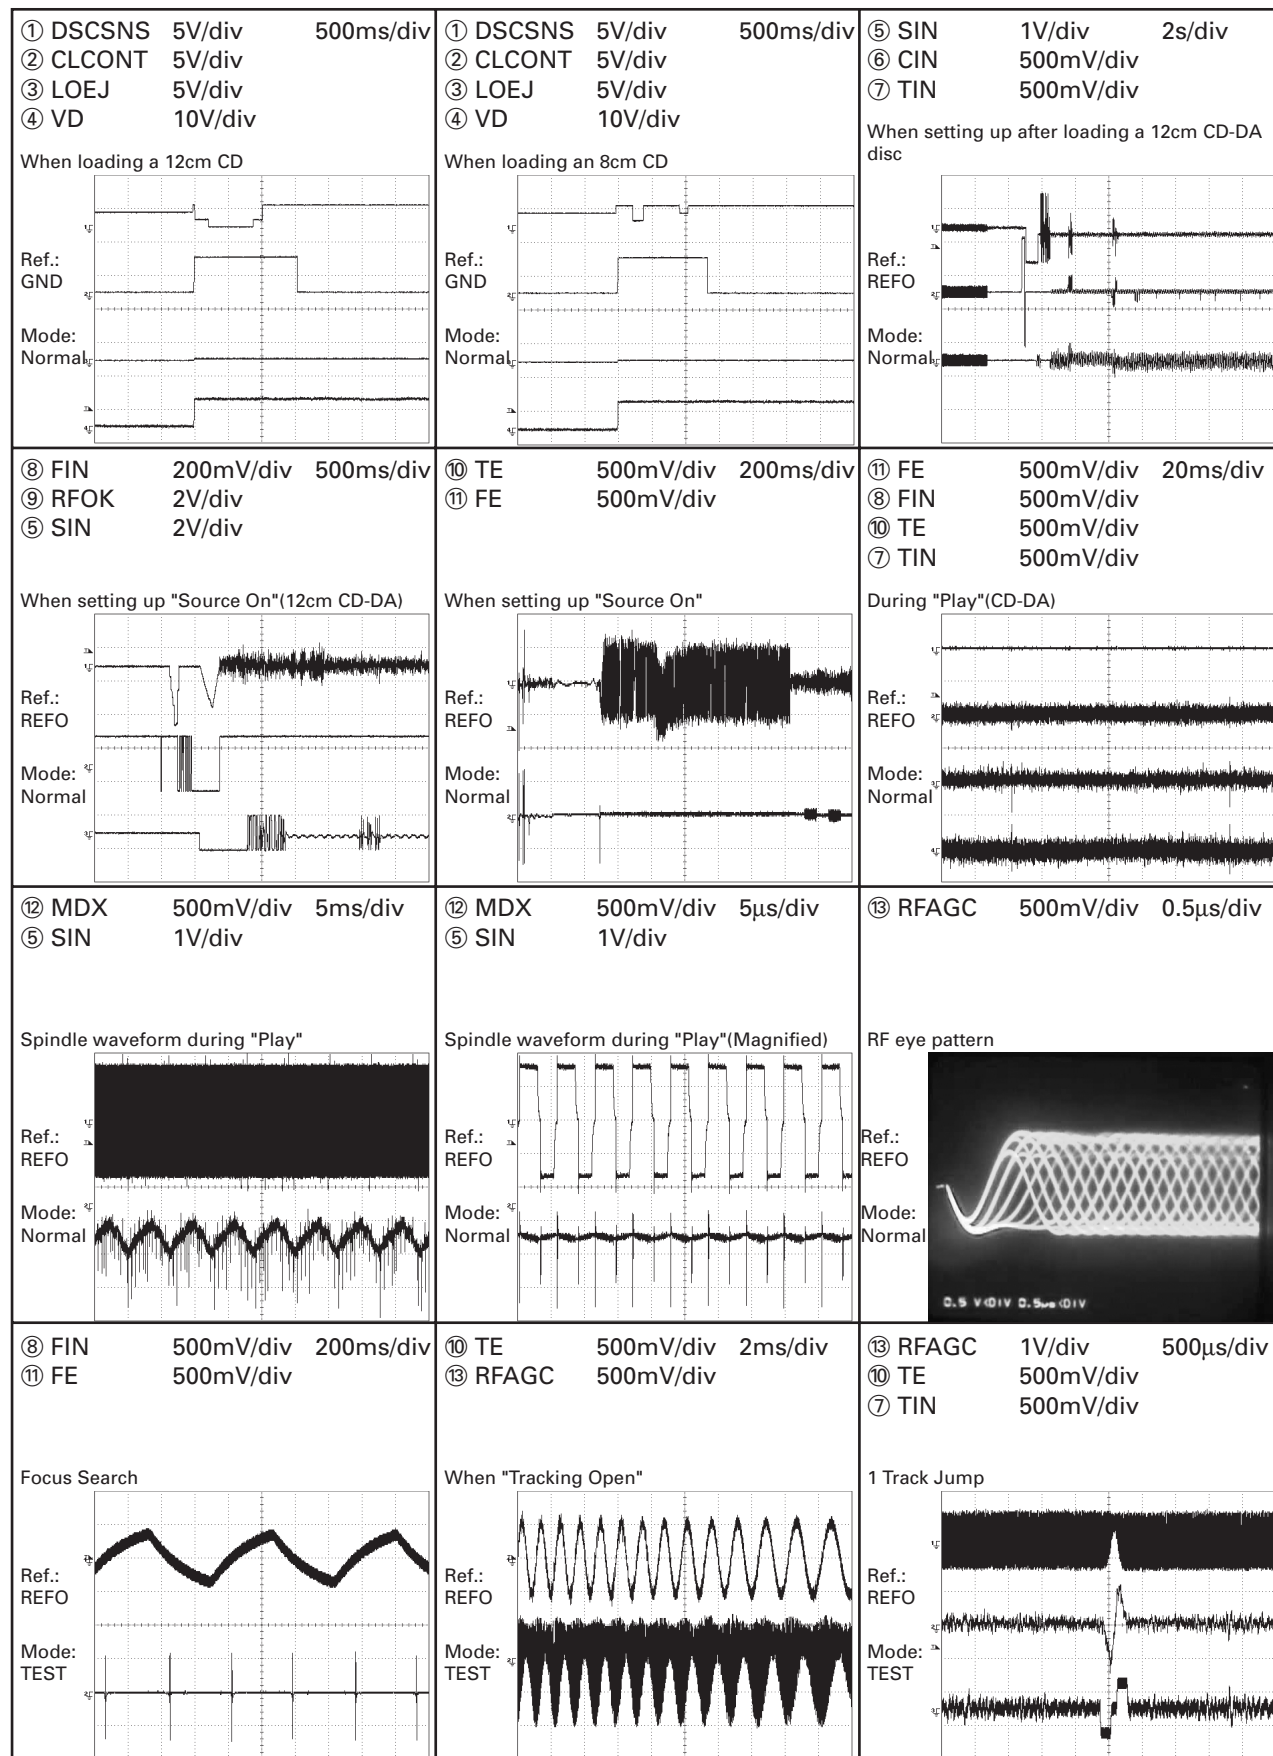 ① DSCSNS 5V/div 500ms/div
② CLCONT 5V/div
③ LOEJ 5V/div
④ VD 10V/div
When loading a 12cm CD
Ref.:
GND
Mode:
Normal
① DSCSNS 5V/div 500ms/div
② CLCONT 5V/div
③ LOEJ 5V/div
④ VD 10V/div
When loading an 8cm CD
Ref.:
GND
Mode:
Normal
⑤ SIN 1V/div 2s/div
⑥ CIN 500mV/div
⑦ TIN 500mV/div
When setting up after loading a 12cm CD-DA
disc
Ref.:
REFO
Mode:
Normal
⑧ FIN 200mV/div 500ms/div
⑨ RFOK 2V/div
⑤ SIN 2V/div
When setting up "Source On"(12cm CD-DA)
Ref.:
REFO
Mode:
Normal
⑩ TE 500mV/div 200ms/div
⑪ FE 500mV/div
When setting up "Source On"
Ref.:
REFO
Mode:
Normal
⑪ FE 500mV/div 20ms/div
⑧ FIN 500mV/div
⑩ TE 500mV/div
⑦ TIN 500mV/div
During "Play"(CD-DA)
Ref.:
REFO
Mode:
Normal
⑫ MDX 500mV/div 5ms/div
⑤ SIN 1V/div
Spindle waveform during "Play"
Ref.:
REFO
Mode:
Normal
⑫ MDX 500mV/div 5µs/div
⑤ SIN 1V/div
Spindle waveform during "Play"(Magnified)
Ref.:
REFO
Mode:
Normal
⑬ RFAGC 500mV/div 0.5µs/div
RF eye pattern
Ref.:
REFO
Mode:
Normal
⑧ FIN 500mV/div 200ms/div
⑪ FE 500mV/div
Focus Search
Ref.:
REFO
Mode:
TEST
⑩ TE 500mV/div 2ms/div
⑬ RFAGC 500mV/div
When "Tracking Open"
Ref.:
REFO
Mode:
TEST
⑬ RFAGC 1V/div 500µs/div
⑩ TE 500mV/div
⑦ TIN 500mV/div
1 Track Jump
Ref.:
REFO
Mode:
TEST